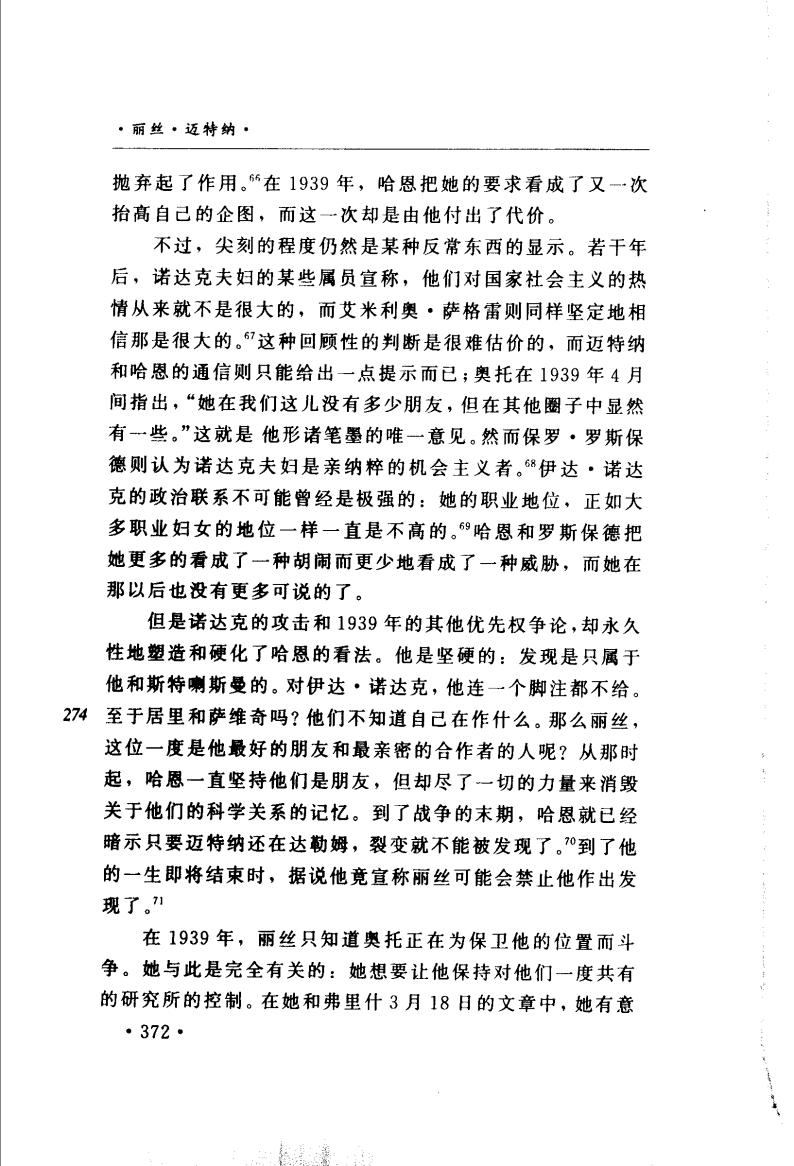 ·丽丝·迈特纳·
抛弃起了作用。⁶⁶在 1939 年，哈恩把她的要求看成了又一次
抬高自己的企图，而这一次却是由他付出了代价。
不过，尖刻的程度仍然是某种反常东西的显示。若干年
后，诺达克夫妇的某些属员宣称，他们对国家社会主义的热
情从来就不是很大的，而艾米利奥·萨格雷则同样坚定地相
信那是很大的。⁶⁷这种回顾性的判断是很难估价的，而迈特纳
和哈恩的通信则只能给出一点提示而已；奥托在 1939 年 4 月
间指出，“她在我们这儿没有多少朋友，但在其他圈子中显然
有一些。”这就是 他形诸笔墨的唯一意见。然而保罗·罗斯保
德则认为诺达克夫妇是亲纳粹的机会主义者。⁶⁸伊达·诺达
克的政治联系不可能曾经是极强的：她的职业地位，正如大
多职业妇女的地位一样一直是不高的。⁶⁹哈恩和罗斯保德把
她更多的看成了一种胡闹而更少地看成了一种威胁，而她在
那以后也没有更多可说的了。
但是诺达克的攻击和 1939 年的其他优先权争论，却永久
性地塑造和硬化了哈恩的看法。他是坚硬的：发现是只属于
他和斯特喇斯曼的。对伊达·诺达克，他连一个脚注都不给。
274 至于居里和萨维奇吗？他们不知道自己在作什么。那么丽丝，
这位一度是他最好的朋友和最亲密的合作者的人呢？从那时
起，哈恩一直坚持他们是朋友，但却尽了一切的力量来消毁
关于他们的科学关系的记忆。到了战争的末期，哈恩就已经
暗示只要迈特纳还在达勒姆，裂变就不能被发现了。⁷⁰到了他
的一生即将结束时，据说他竟宣称丽丝可能会禁止他作出发
现了。⁷¹
在 1939 年，丽丝只知道奥托正在为保卫他的位置而斗
争。她与此是完全有关的：她想要让他保持对他们一度共有
的研究所的控制。在她和弗里什 3 月 18 日的文章中，她有意
·372·